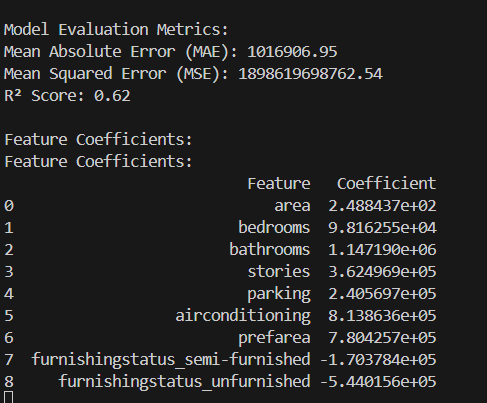 Model Evaluation Metrics:
Mean Absolute Error (MAE): 1016906.95
Mean Squared Error (MSE): 1898619698762.54
R² Score: 0.62

Feature Coefficients:
Feature Coefficients:
                           Feature   Coefficient
0                             area  2.488437e+02
1                         bedrooms  9.816255e+04
2                        bathrooms  1.147190e+06
3                          stories  3.624969e+05
4                          parking  2.405697e+05
5                  airconditioning  8.138636e+05
6                         prefarea  7.804257e+05
7  furnishingstatus_semi-furnished -1.703784e+05
8     furnishingstatus_unfurnished -5.440156e+05